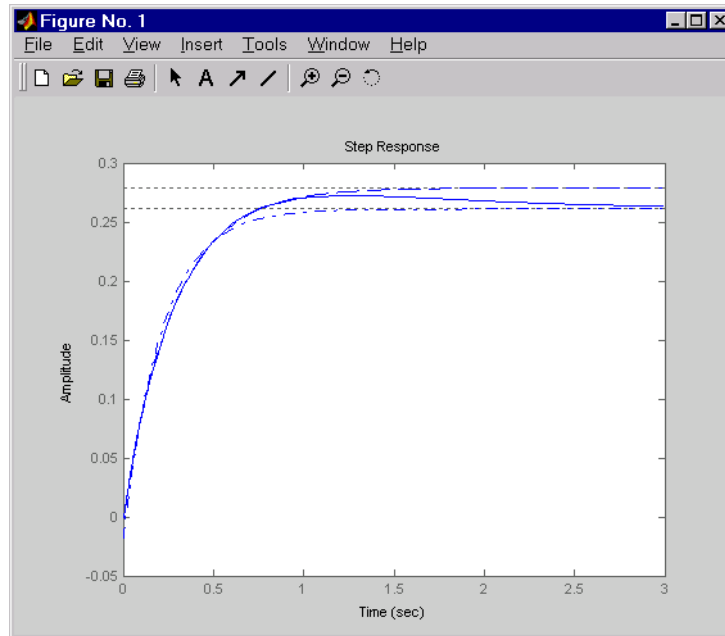 Figure No. 1
File Edit View Insert Tools Window Help
A
Step Response
0.3
0.25
0.2
0.15
0.1
0.05
0
-0.05
Amplitude
0 0.5 1 1.5 2 2.5 3
Time (sec)